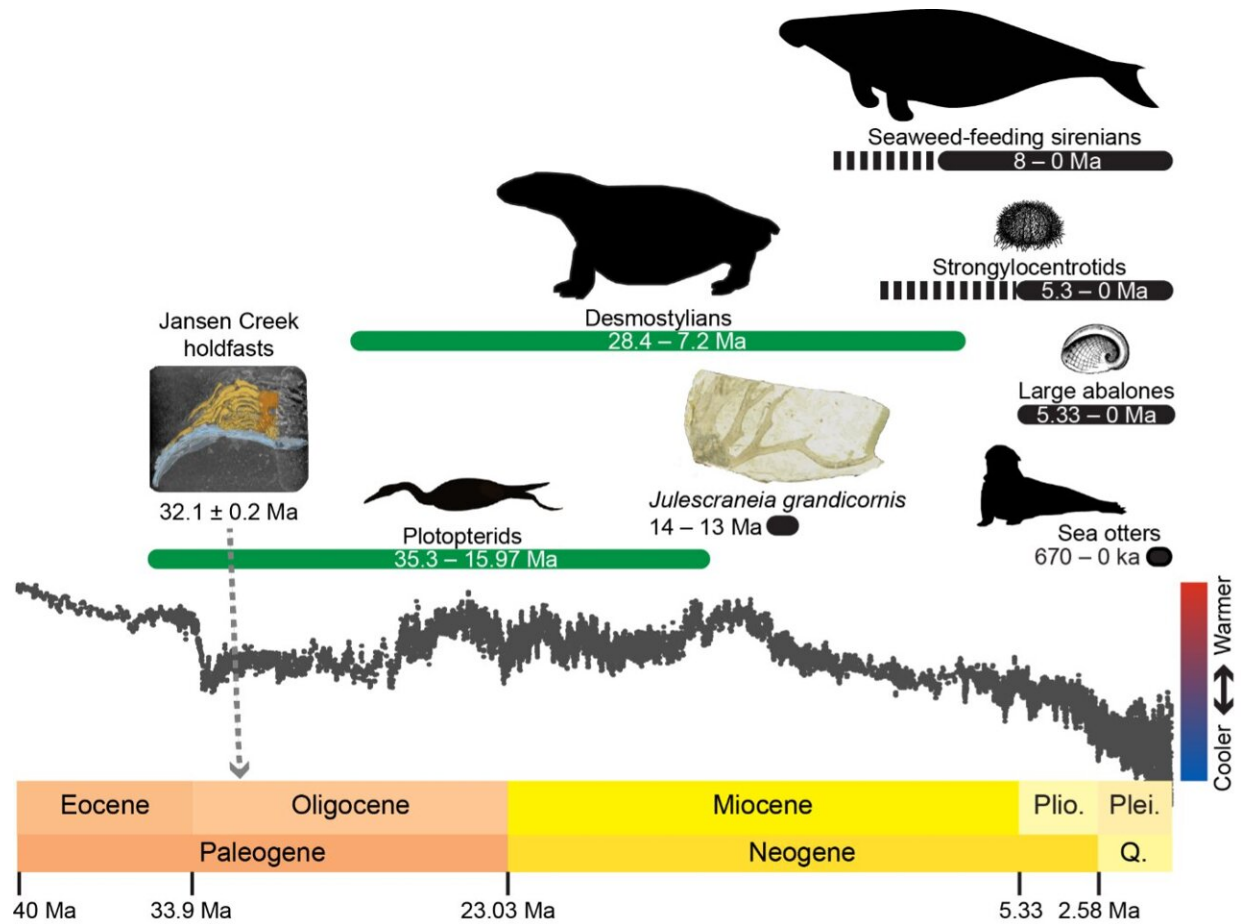 Seaweed-feeding sirenians
8 – 0 Ma
Strongylocentrotids
5.3 – 0 Ma
Desmostylians
28.4 – 7.2 Ma
Jansen Creek
holdfasts
32.1 ± 0.2 Ma
Large abalones
5.33 – 0 Ma
Julescraneia grandicornis
14 – 13 Ma
Plotopterids
35.3 – 15.97 Ma
Sea otters
670 – 0 ka
Cooler ↔ Warmer
Eocene
Oligocene
Miocene
Plio.
Plei.
Paleogene
Neogene
Q.
40 Ma
33.9 Ma
23.03 Ma
5.33
2.58 Ma